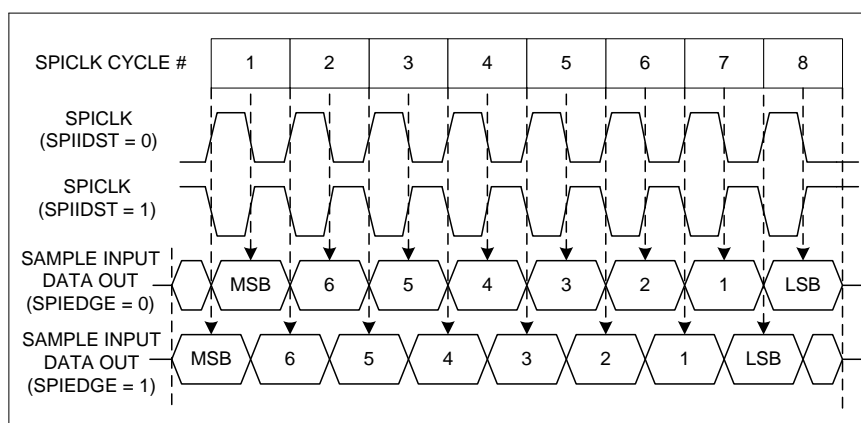 SPICLK CYCLE # 1 2 3 4 5 6 7 8
SPICLK
(SPIIDST = 0)
SPICLK
(SPIIDST = 1)
SAMPLE INPUT
DATA OUT
(SPIEDGE = 0)
MSB 6 5 4 3 2 1 LSB
SAMPLE INPUT
DATA OUT
(SPIEDGE = 1)
MSB 6 5 4 3 2 1 LSB